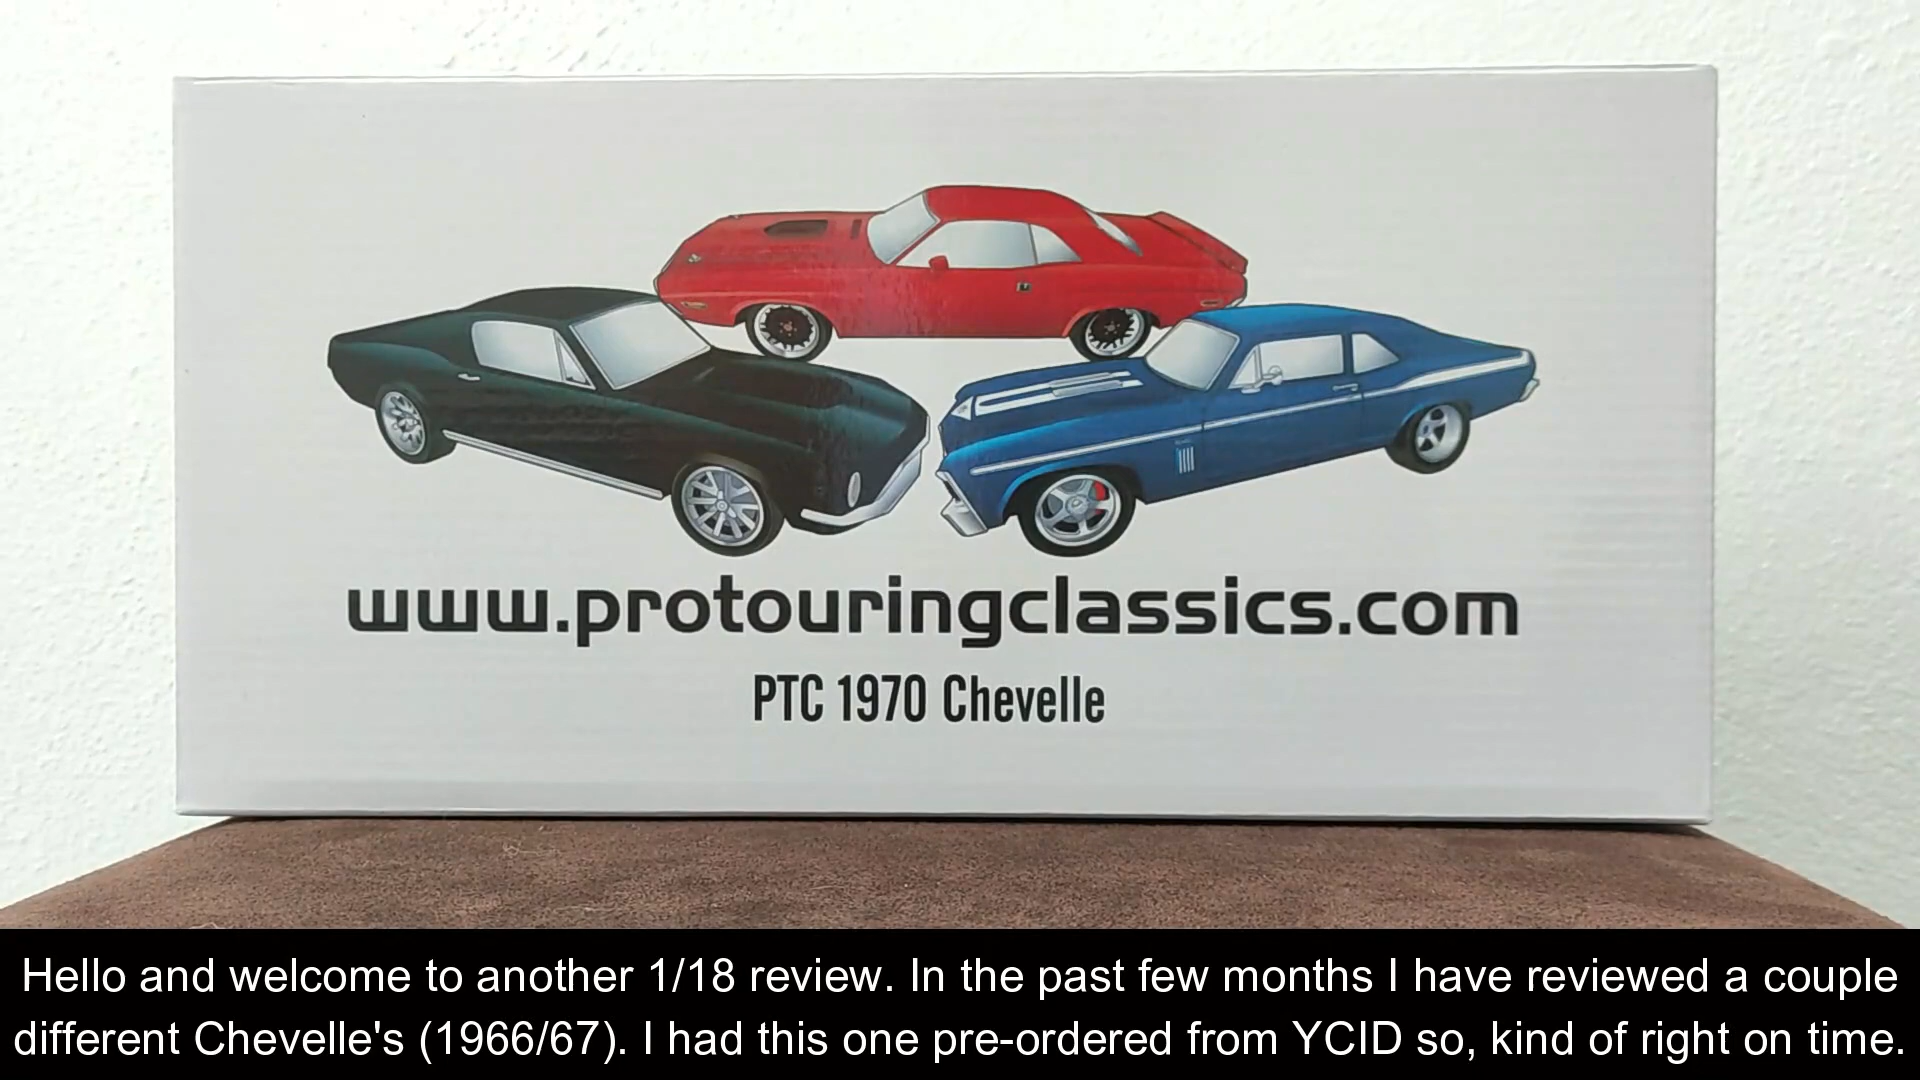 www.protouringclassics.com
PTC 1970 Chevelle
Hello and welcome to another 1/18 review. In the past few months I have reviewed a couple
different Chevelle's (1966/67). I had this one pre-ordered from YCID so, kind of right on time.